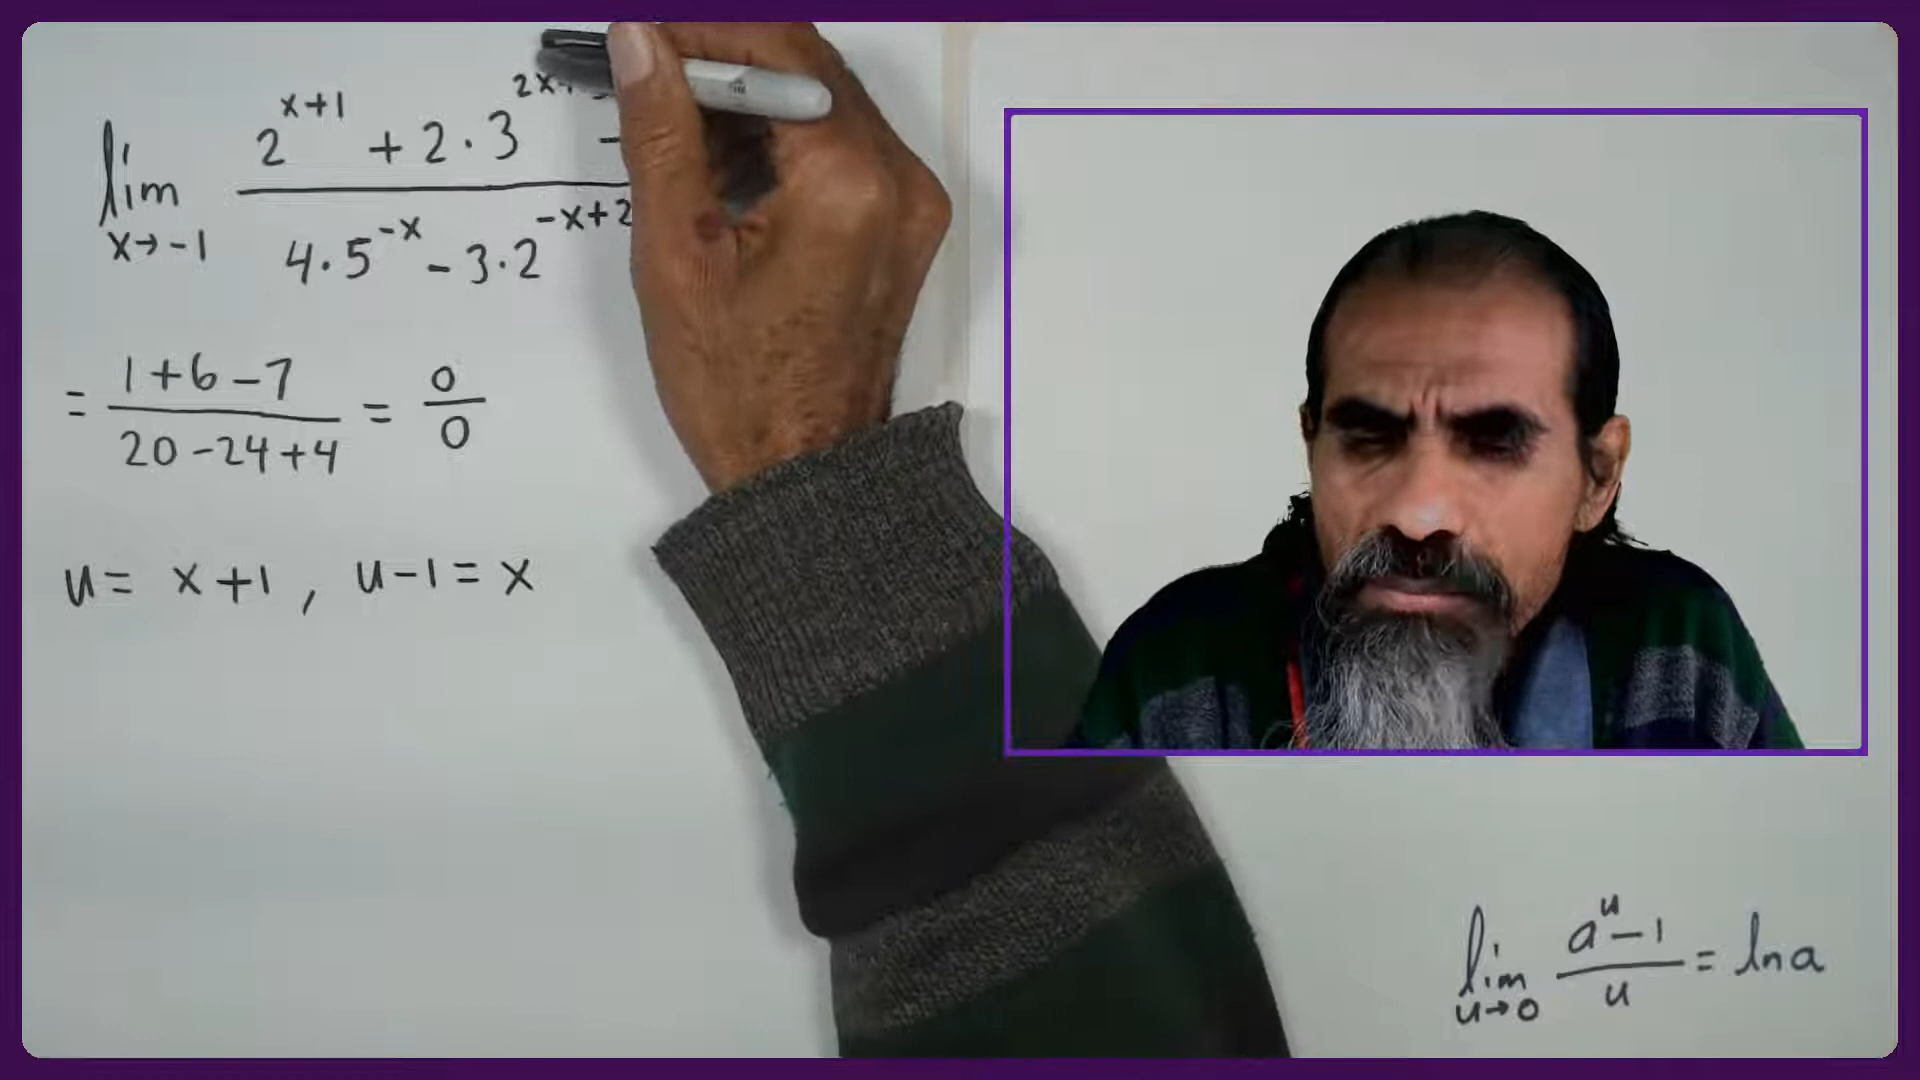 lim x→-1 (2^(x+1) + 2·3^(2x+ -) / (4·5^(-x) - 3·2^(-x+2)
= (1+6-7)/(20-24+4) = 0/0
u= x+1, u-1=x
lim u→0 (a^u-1)/u = ln a